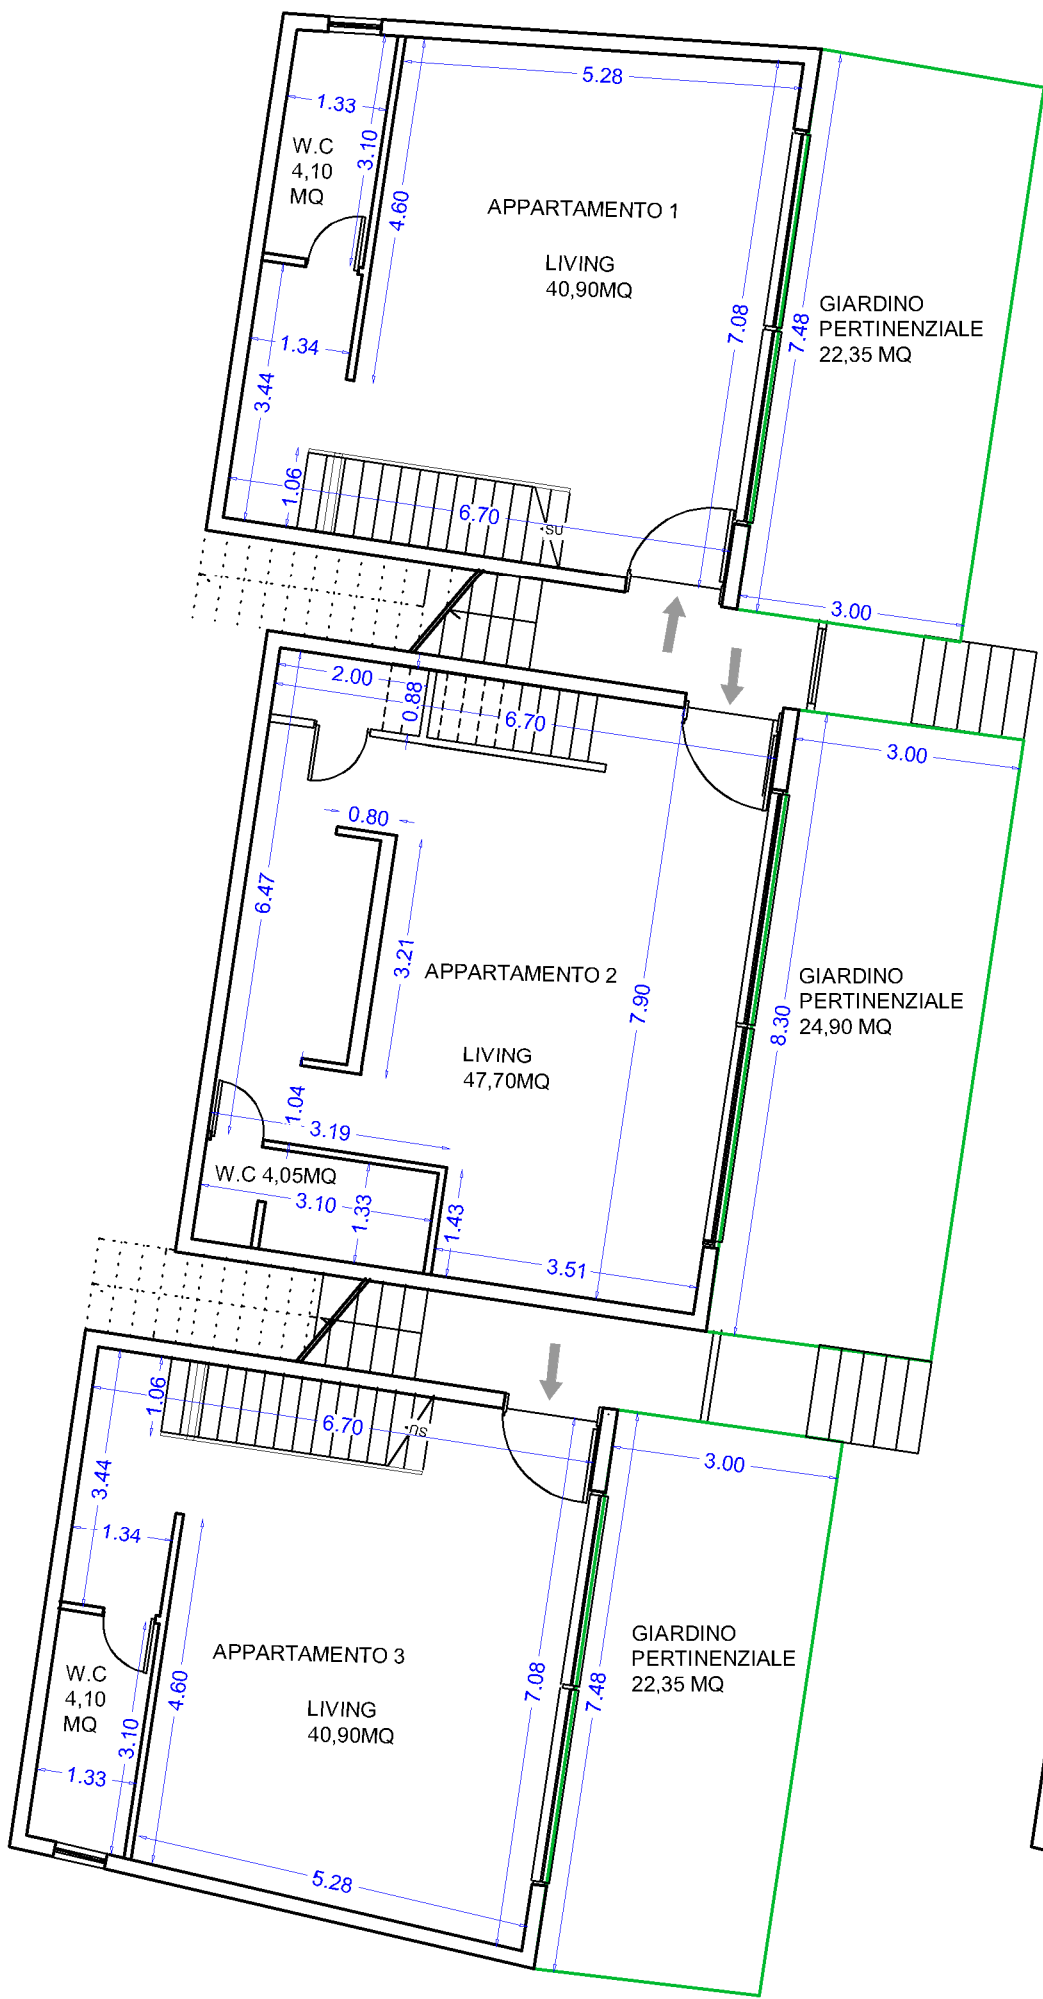 5.28
1.33
3.10
W.C
4,10
MQ
4.60
APPARTAMENTO 1
LIVING
40,90MQ
7.08
7.48
GIARDINO
PERTINENZIALE
22,35 MQ
1.34
3.44
1.06
6.70
SU.
3.00
2.00
0.88
6.70
3.00
0.80
6.47
3.21
APPARTAMENTO 2
LIVING
47,70MQ
7.90
8.30
GIARDINO
PERTINENZIALE
24,90 MQ
1.04
3.19
W.C 4,05MQ
3.10
1.33
1.43
3.51
1.06
6.70
SU.
3.00
3.44
1.34
APPARTAMENTO 3
LIVING
40,90MQ
4.60
7.08
7.48
GIARDINO
PERTINENZIALE
22,35 MQ
W.C
4,10
MQ
3.10
1.33
5.28